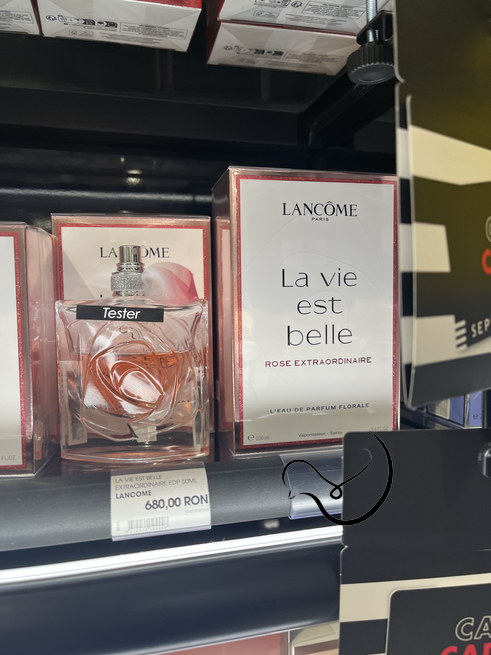 LANCÔME
PARIS
La vie
est
belle
ROSE EXTRAORDINAIRE
L'EAU DE PARFUM FLORALE
LANCÔME
Tester
LA VIE EST BELLE
EXTRAORDINAIRE EDP 50ML
LANCOME
680,00 RON
SEP
CA